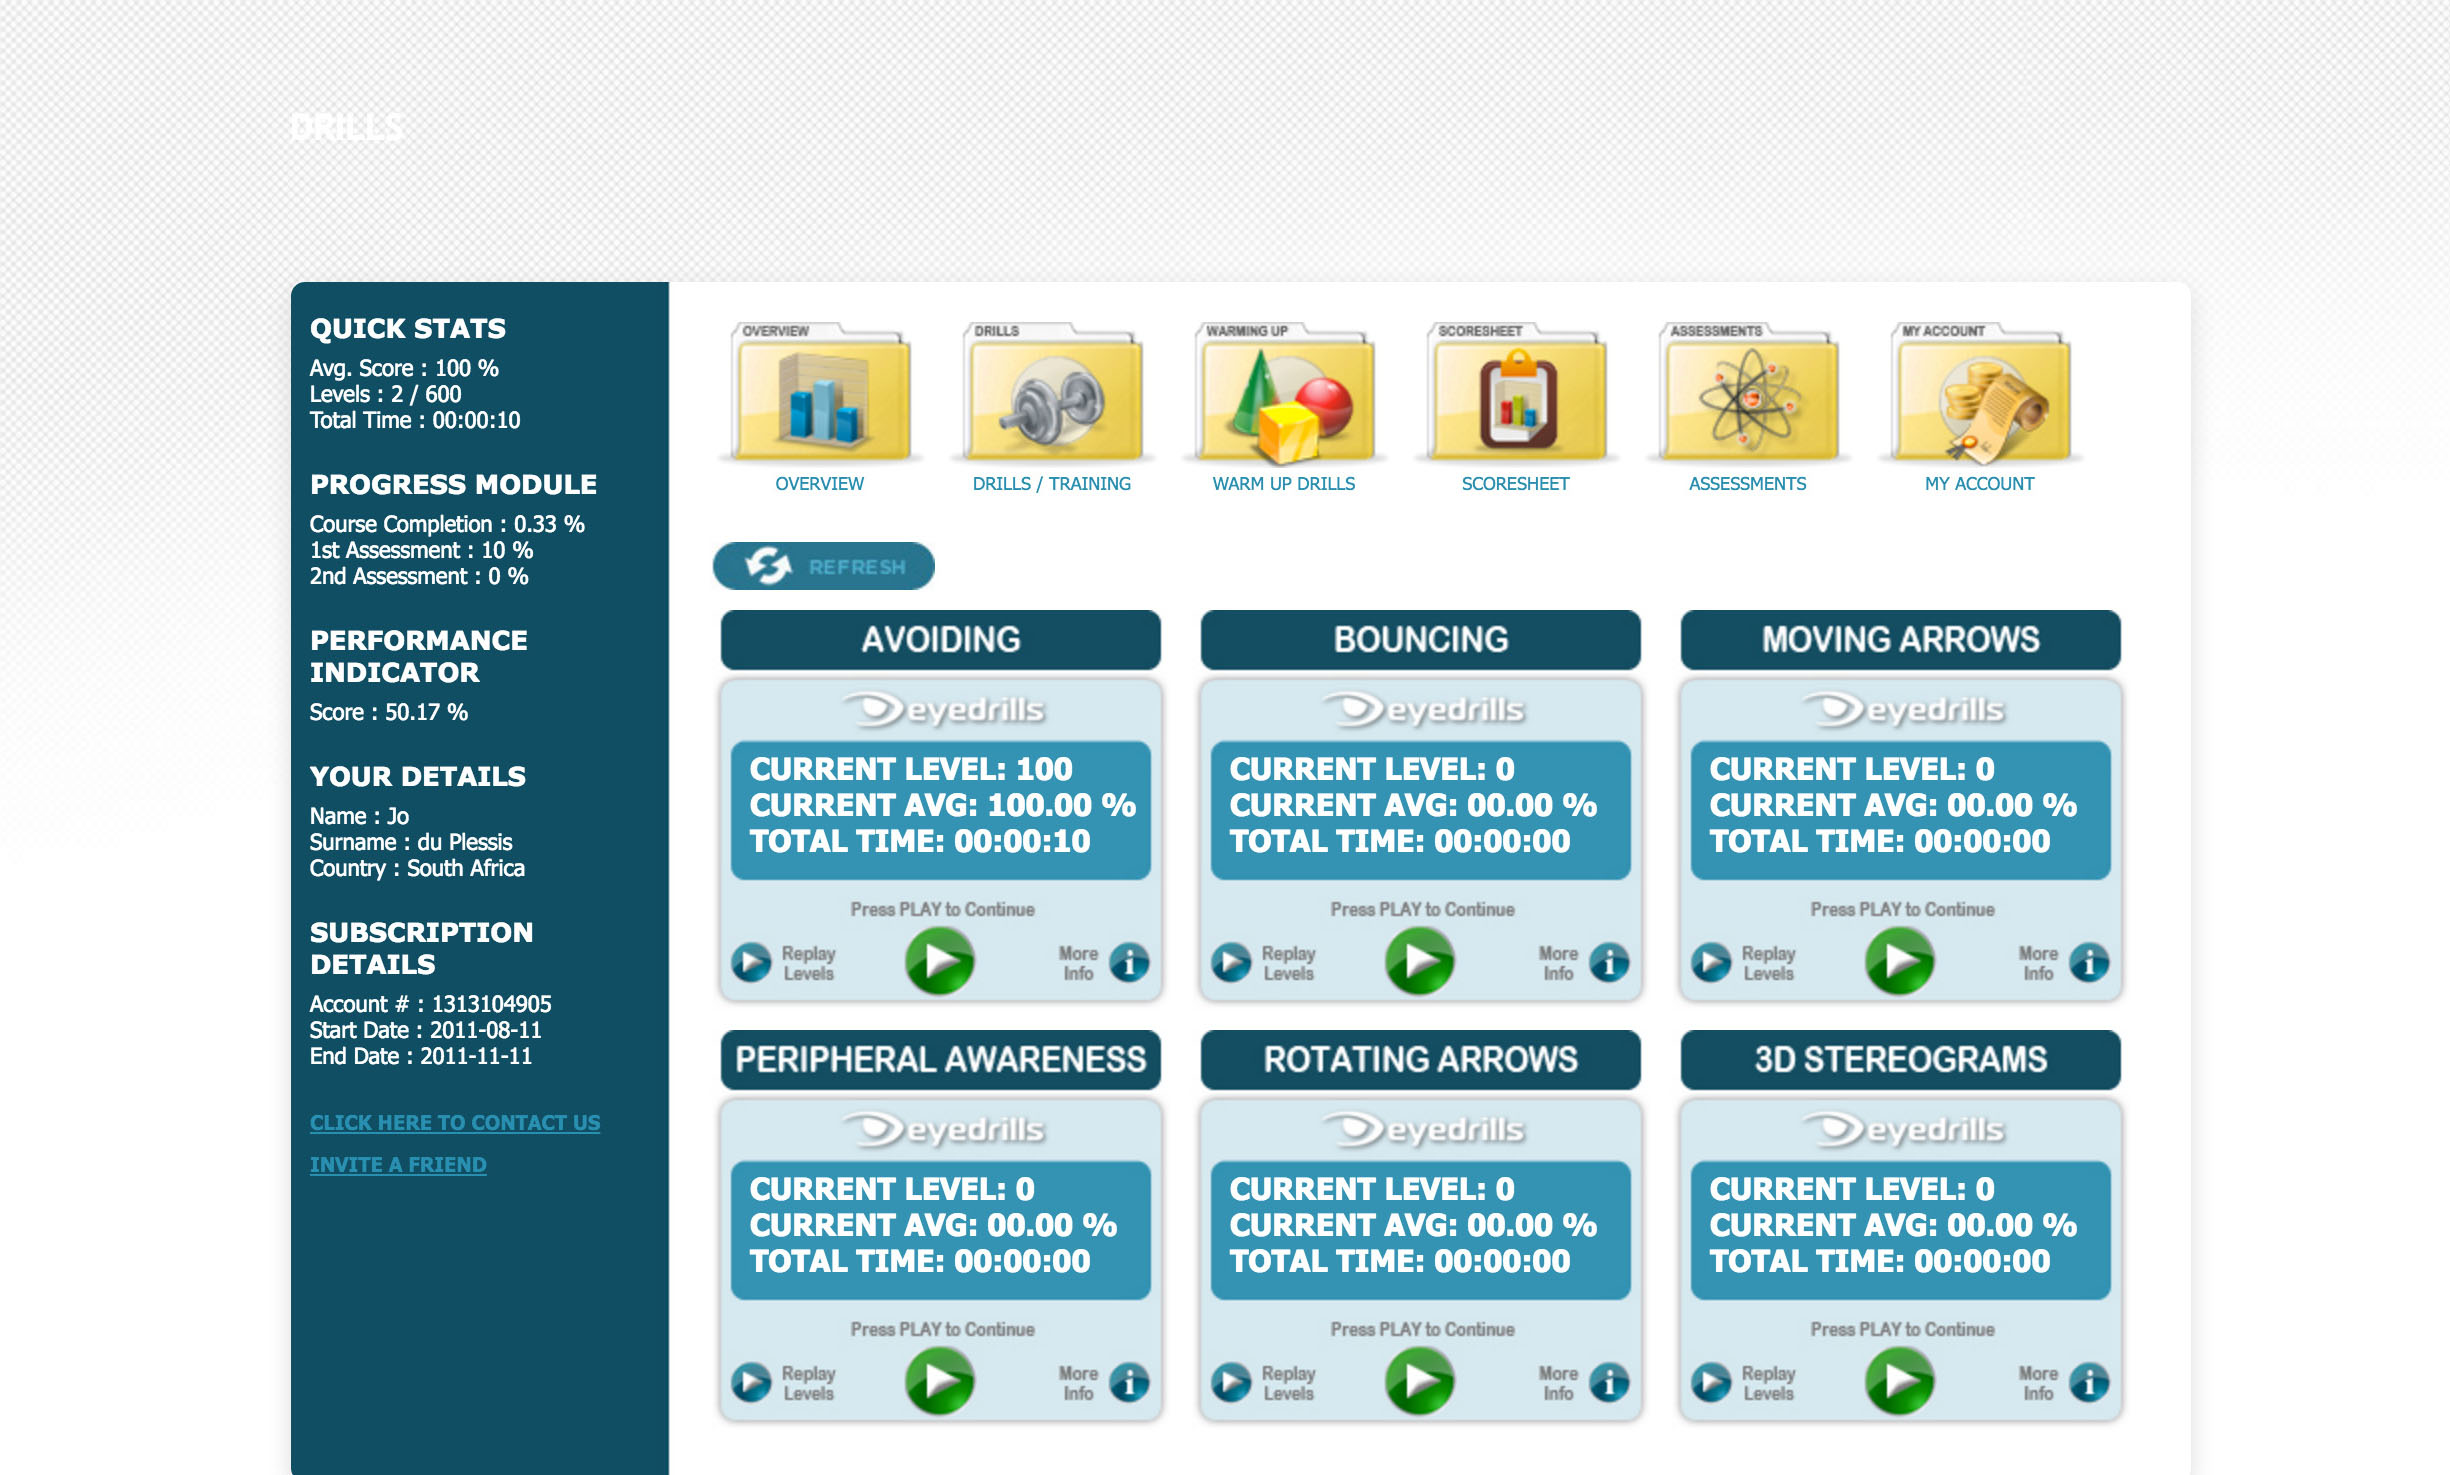 DRILLS
QUICK STATS
Avg. Score : 100 %
Levels : 2 / 600
Total Time : 00:00:10
PROGRESS MODULE
Course Completion : 0.33 %
1st Assessment : 10 %
2nd Assessment : 0 %
PERFORMANCE
INDICATOR
Score : 50.17 %
YOUR DETAILS
Name : Jo
Surname : du Plessis
Country : South Africa
SUBSCRIPTION
DETAILS
Account # : 1313104905
Start Date : 2011-08-11
End Date : 2011-11-11
CLICK HERE TO CONTACT US
INVITE A FRIEND
OVERVIEW DRILLS WARMING UP SCORESHEET ASSESSMENTS MY ACCOUNT
OVERVIEW DRILLS / TRAINING WARM UP DRILLS SCORESHEET ASSESSMENTS MY ACCOUNT
REFRESH
AVOIDING
eyedrills
CURRENT LEVEL: 100
CURRENT AVG: 100.00 %
TOTAL TIME: 00:00:10
Press PLAY to Continue
Replay
Levels
More
Info
BOUNCING
eyedrills
CURRENT LEVEL: 0
CURRENT AVG: 00.00 %
TOTAL TIME: 00:00:00
Press PLAY to Continue
Replay
Levels
More
Info
MOVING ARROWS
eyedrills
CURRENT LEVEL: 0
CURRENT AVG: 00.00 %
TOTAL TIME: 00:00:00
Press PLAY to Continue
Replay
Levels
More
Info
PERIPHERAL AWARENESS
eyedrills
CURRENT LEVEL: 0
CURRENT AVG: 00.00 %
TOTAL TIME: 00:00:00
Press PLAY to Continue
Replay
Levels
More
Info
ROTATING ARROWS
eyedrills
CURRENT LEVEL: 0
CURRENT AVG: 00.00 %
TOTAL TIME: 00:00:00
Press PLAY to Continue
Replay
Levels
More
Info
3D STEREOGRAMS
eyedrills
CURRENT LEVEL: 0
CURRENT AVG: 00.00 %
TOTAL TIME: 00:00:00
Press PLAY to Continue
Replay
Levels
More
Info